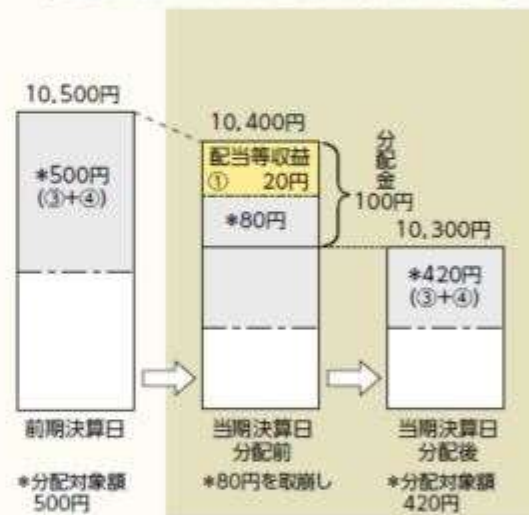 10,500円
*500円
(③+④)
前期決算日
*分配対象額
500円
10,400円
配当等収益
① 20円
*80円
分配金
100円
当期決算日
分配前
*80円を取崩し
10,300円
*420円
(③+④)
当期決算日
分配後
*分配対象額
420円